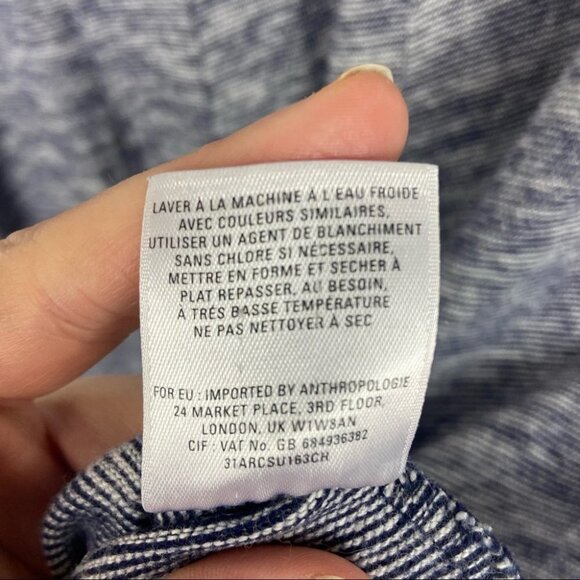 LAVER À LA MACHINE À L'EAU FROIDE
AVEC COULEURS SIMILAIRES,
UTILISER UN AGENT DE BLANCHIMENT
SANS CHLORE SI NÉCESSAIRE,
METTRE EN FORME ET SECHER À
PLAT REPASSER, AU BESOIN,
À TRÉS BASSE TEMPÉRATURE
NE PAS NETTOYER À SEC
FOR EU : IMPORTED BY ANTHROPOLOGIE
24 MARKET PLACE, 3RD FLOOR,
LONDON, UK W1W8AN
CIF : VAT No. GB 684936382
31ARCSU163CH